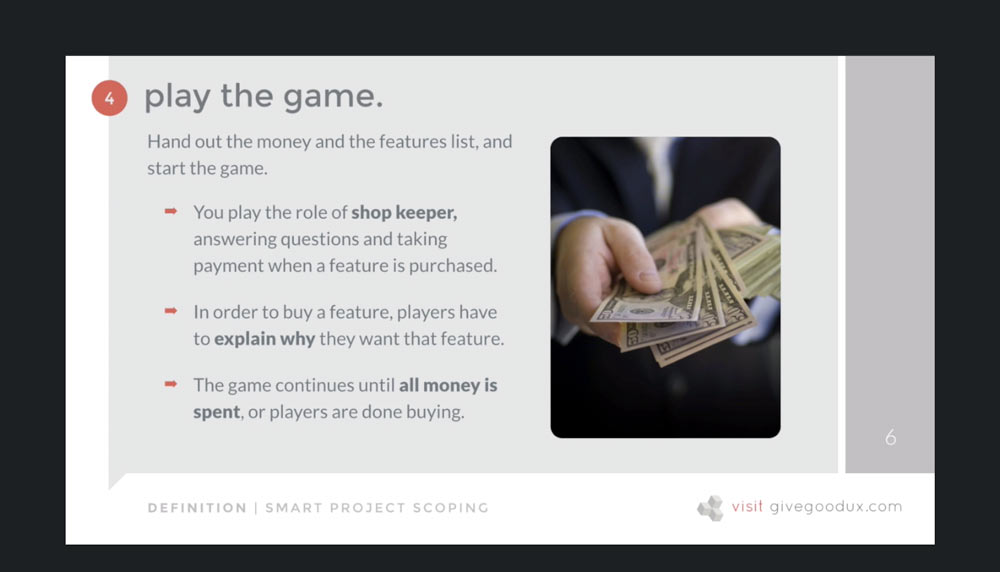 4
play the game.
Hand out the money and the features list, and
start the game.
You play the role of shop keeper,
answering questions and taking
payment when a feature is purchased.
In order to buy a feature, players have
to explain why they want that feature.
The game continues until all money is
spent, or players are done buying.
6
DEFINITION | SMART PROJECT SCOPING
visit givegoodux.com